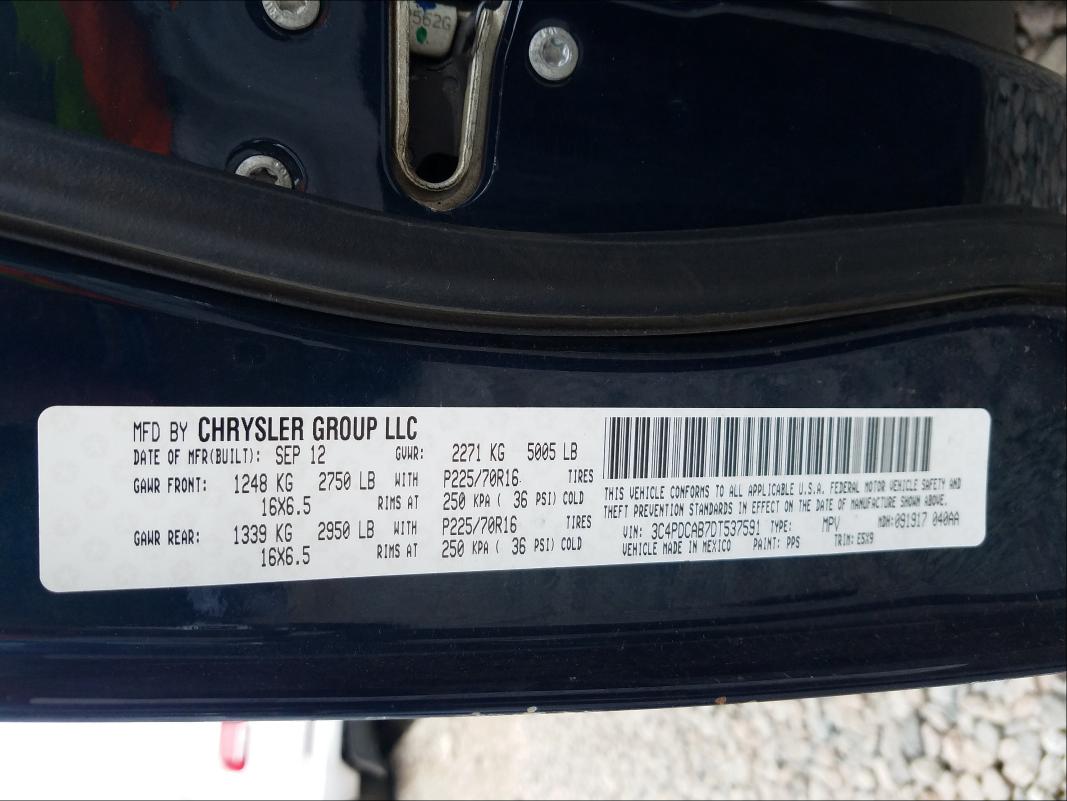 562G
MFD BY CHRYSLER GROUP LLC
DATE OF MFR(BUILT): SEP 12 GVWR: 2271 KG 5005 LB
GAWR FRONT: 1248 KG 2750 LB WITH P225/70R16 TIRES
16X6.5 RIMS AT 250 KPA ( 36 PSI) COLD
GAWR REAR: 1339 KG 2950 LB WITH P225/70R16 TIRES
16X6.5 RIMS AT 250 KPA ( 36 PSI) COLD
THIS VEHICLE CONFORMS TO ALL APPLICABLE U.S.A. FEDERAL MOTOR VEHICLE SAFETY AND
THEFT PREVENTION STANDARDS IN EFFECT ON THE DATE OF MANUFACTURE SHOWN ABOVE.
VIN: 3C4PDCAB7DT537591 TYPE: MPV MDH: 091917 040AA
VEHICLE MADE IN MEXICO PAINT: PPS TRIM: E5X9